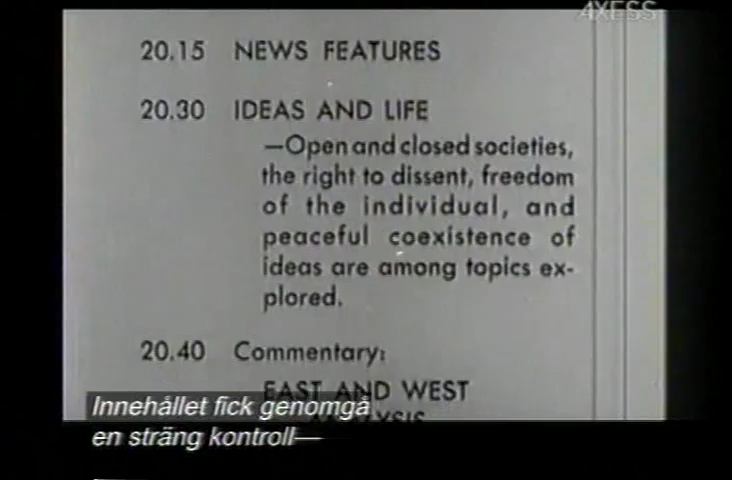 AXESS
20.15 NEWS FEATURES
20.30 IDEAS AND LIFE
—Open and closed societies,
the right to dissent, freedom
of the individual, and
peaceful coexistence of
ideas are among topics ex-
plored.
20.40 Commentary:
EAST AND WEST
Innehållet fick genomgå
en sträng kontroll—